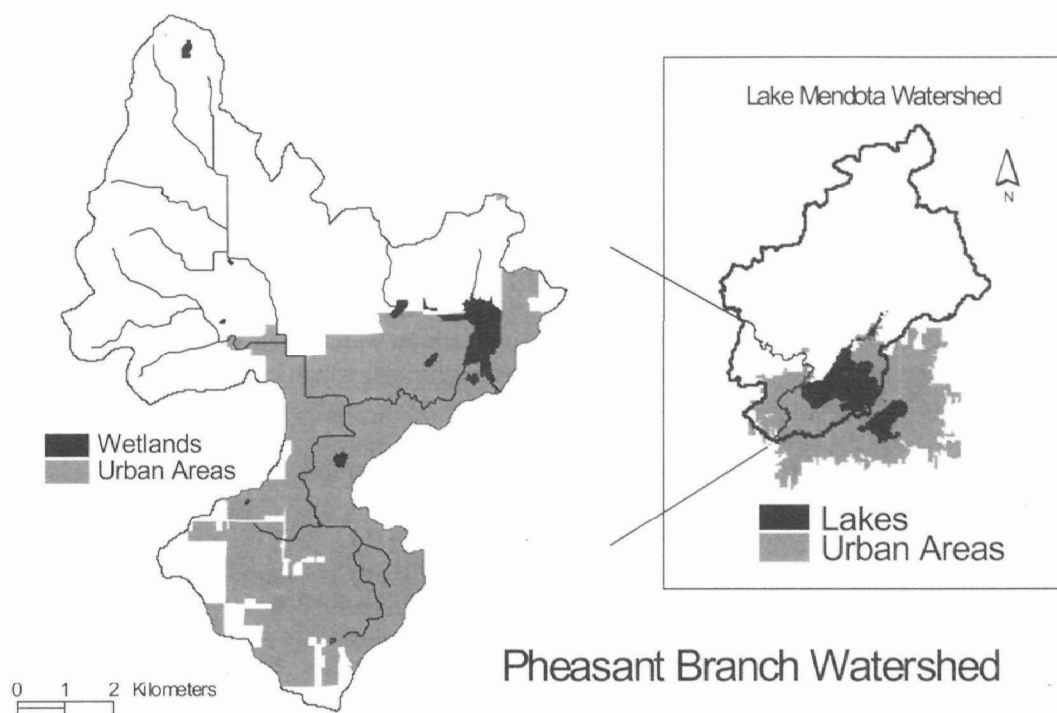 Lake Mendota Watershed
N
Wetlands
Urban Areas
Lakes
Urban Areas
Pheasant Branch Watershed
0 1 2 Kilometers